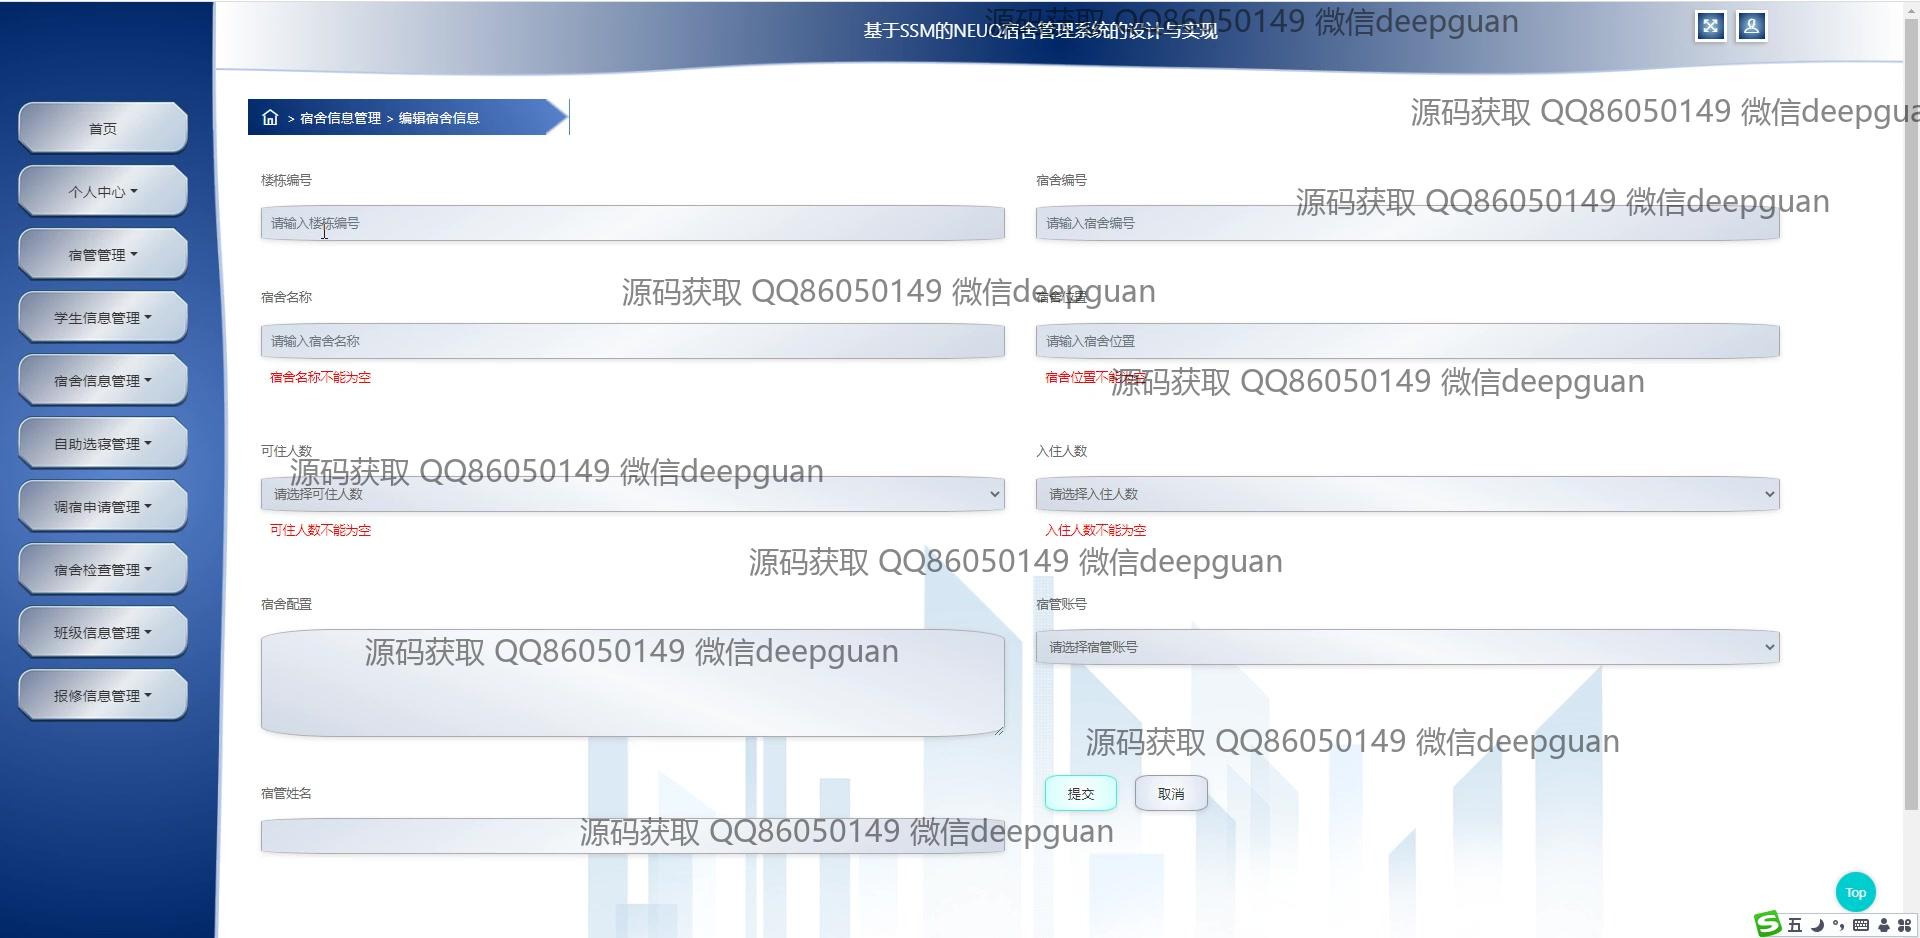 基于SSM的NEUQ宿舍管理系统的设计与实现
源码获取 QQ86050149 微信deepguan
首页
个人中心
宿管管理
学生信息管理
宿舍信息管理
自助选寝管理
调宿申请管理
宿舍检查管理
班级信息管理
报修信息管理
> 宿舍信息管理 > 编辑宿舍信息
源码获取 QQ86050149 微信deepgua
楼栋编号
请输入楼栋编号
宿舍编号
请输入宿舍编号
源码获取 QQ86050149 微信deepguan
宿舍名称
请输入宿舍名称
宿舍名称不能为空
源码获取 QQ86050149 微信deepguan
宿舍位置
请输入宿舍位置
宿舍位置不能为空
源码获取 QQ86050149 微信deepguan
可住人数
请选择可住人数
可住人数不能为空
源码获取 QQ86050149 微信deepguan
入住人数
请选择入住人数
入住人数不能为空
源码获取 QQ86050149 微信deepguan
宿舍配置
源码获取 QQ86050149 微信deepguan
宿管账号
请选择宿管账号
源码获取 QQ86050149 微信deepguan
宿管姓名
源码获取 QQ86050149 微信deepguan
提交
取消
Top
五